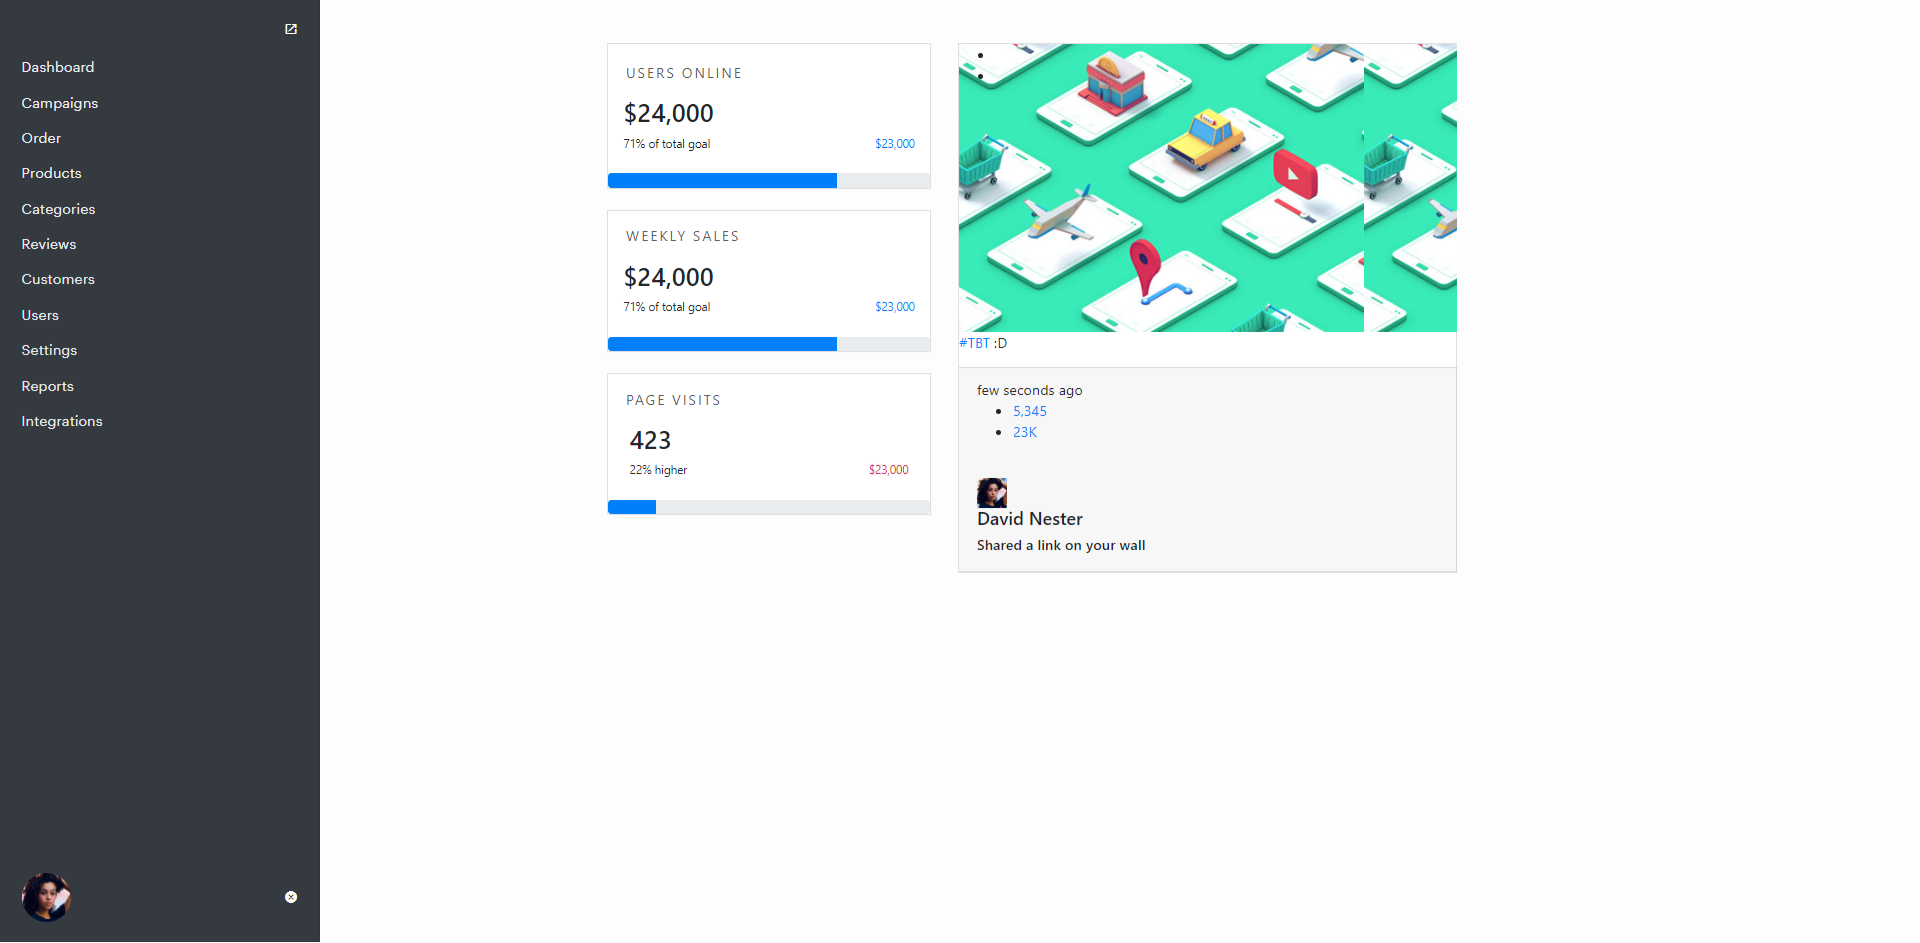 Dashboard
Campaigns
Order
Products
Categories
Reviews
Customers
Users
Settings
Reports
Integrations
USERS ONLINE
$24,000
71% of total goal $23,000
WEEKLY SALES
$24,000
71% of total goal $23,000
PAGE VISITS
423
22% higher $23,000
#TBT :D
few seconds ago
5,345
23K
David Nester
Shared a link on your wall